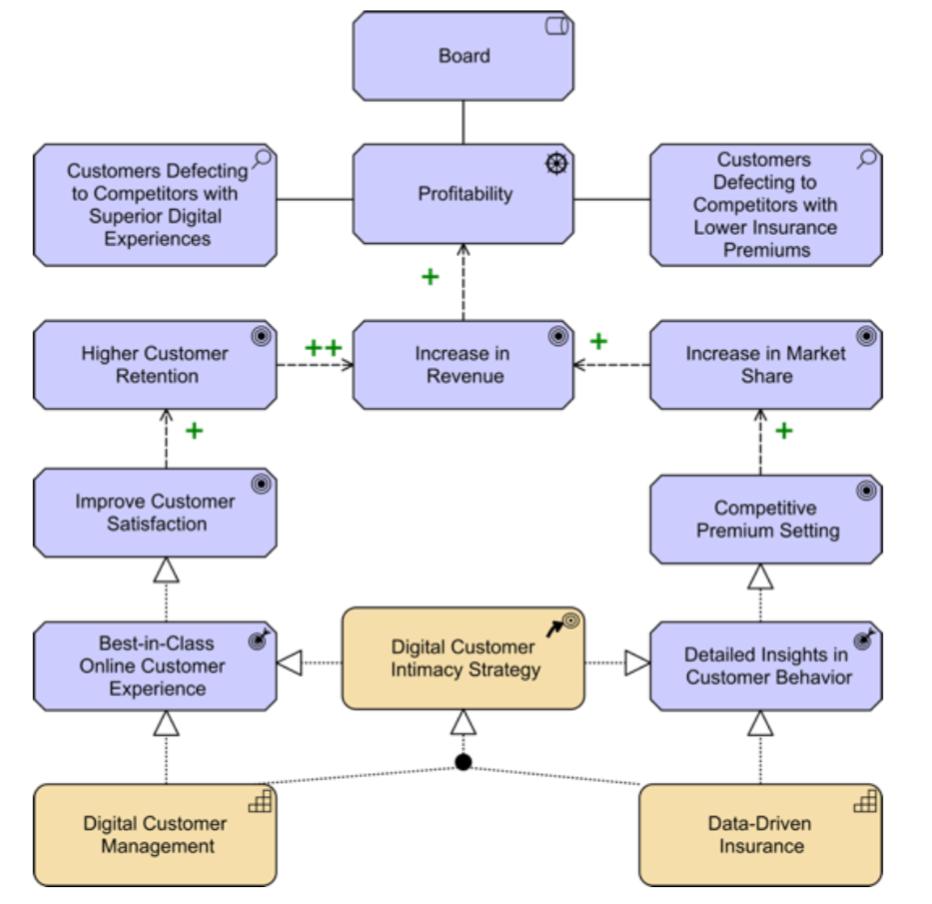 Board
Customers Defecting
to Competitors with
Superior Digital
Experiences
Profitability
Customers
Defecting to
Competitors with
Lower Insurance
Premiums
+
Higher Customer
Retention
++
Increase in
Revenue
+
Increase in Market
Share
+
+
Improve Customer
Satisfaction
Competitive
Premium Setting
Best-in-Class
Online Customer
Experience
Digital Customer
Intimacy Strategy
Detailed Insights in
Customer Behavior
Digital Customer
Management
Data-Driven
Insurance